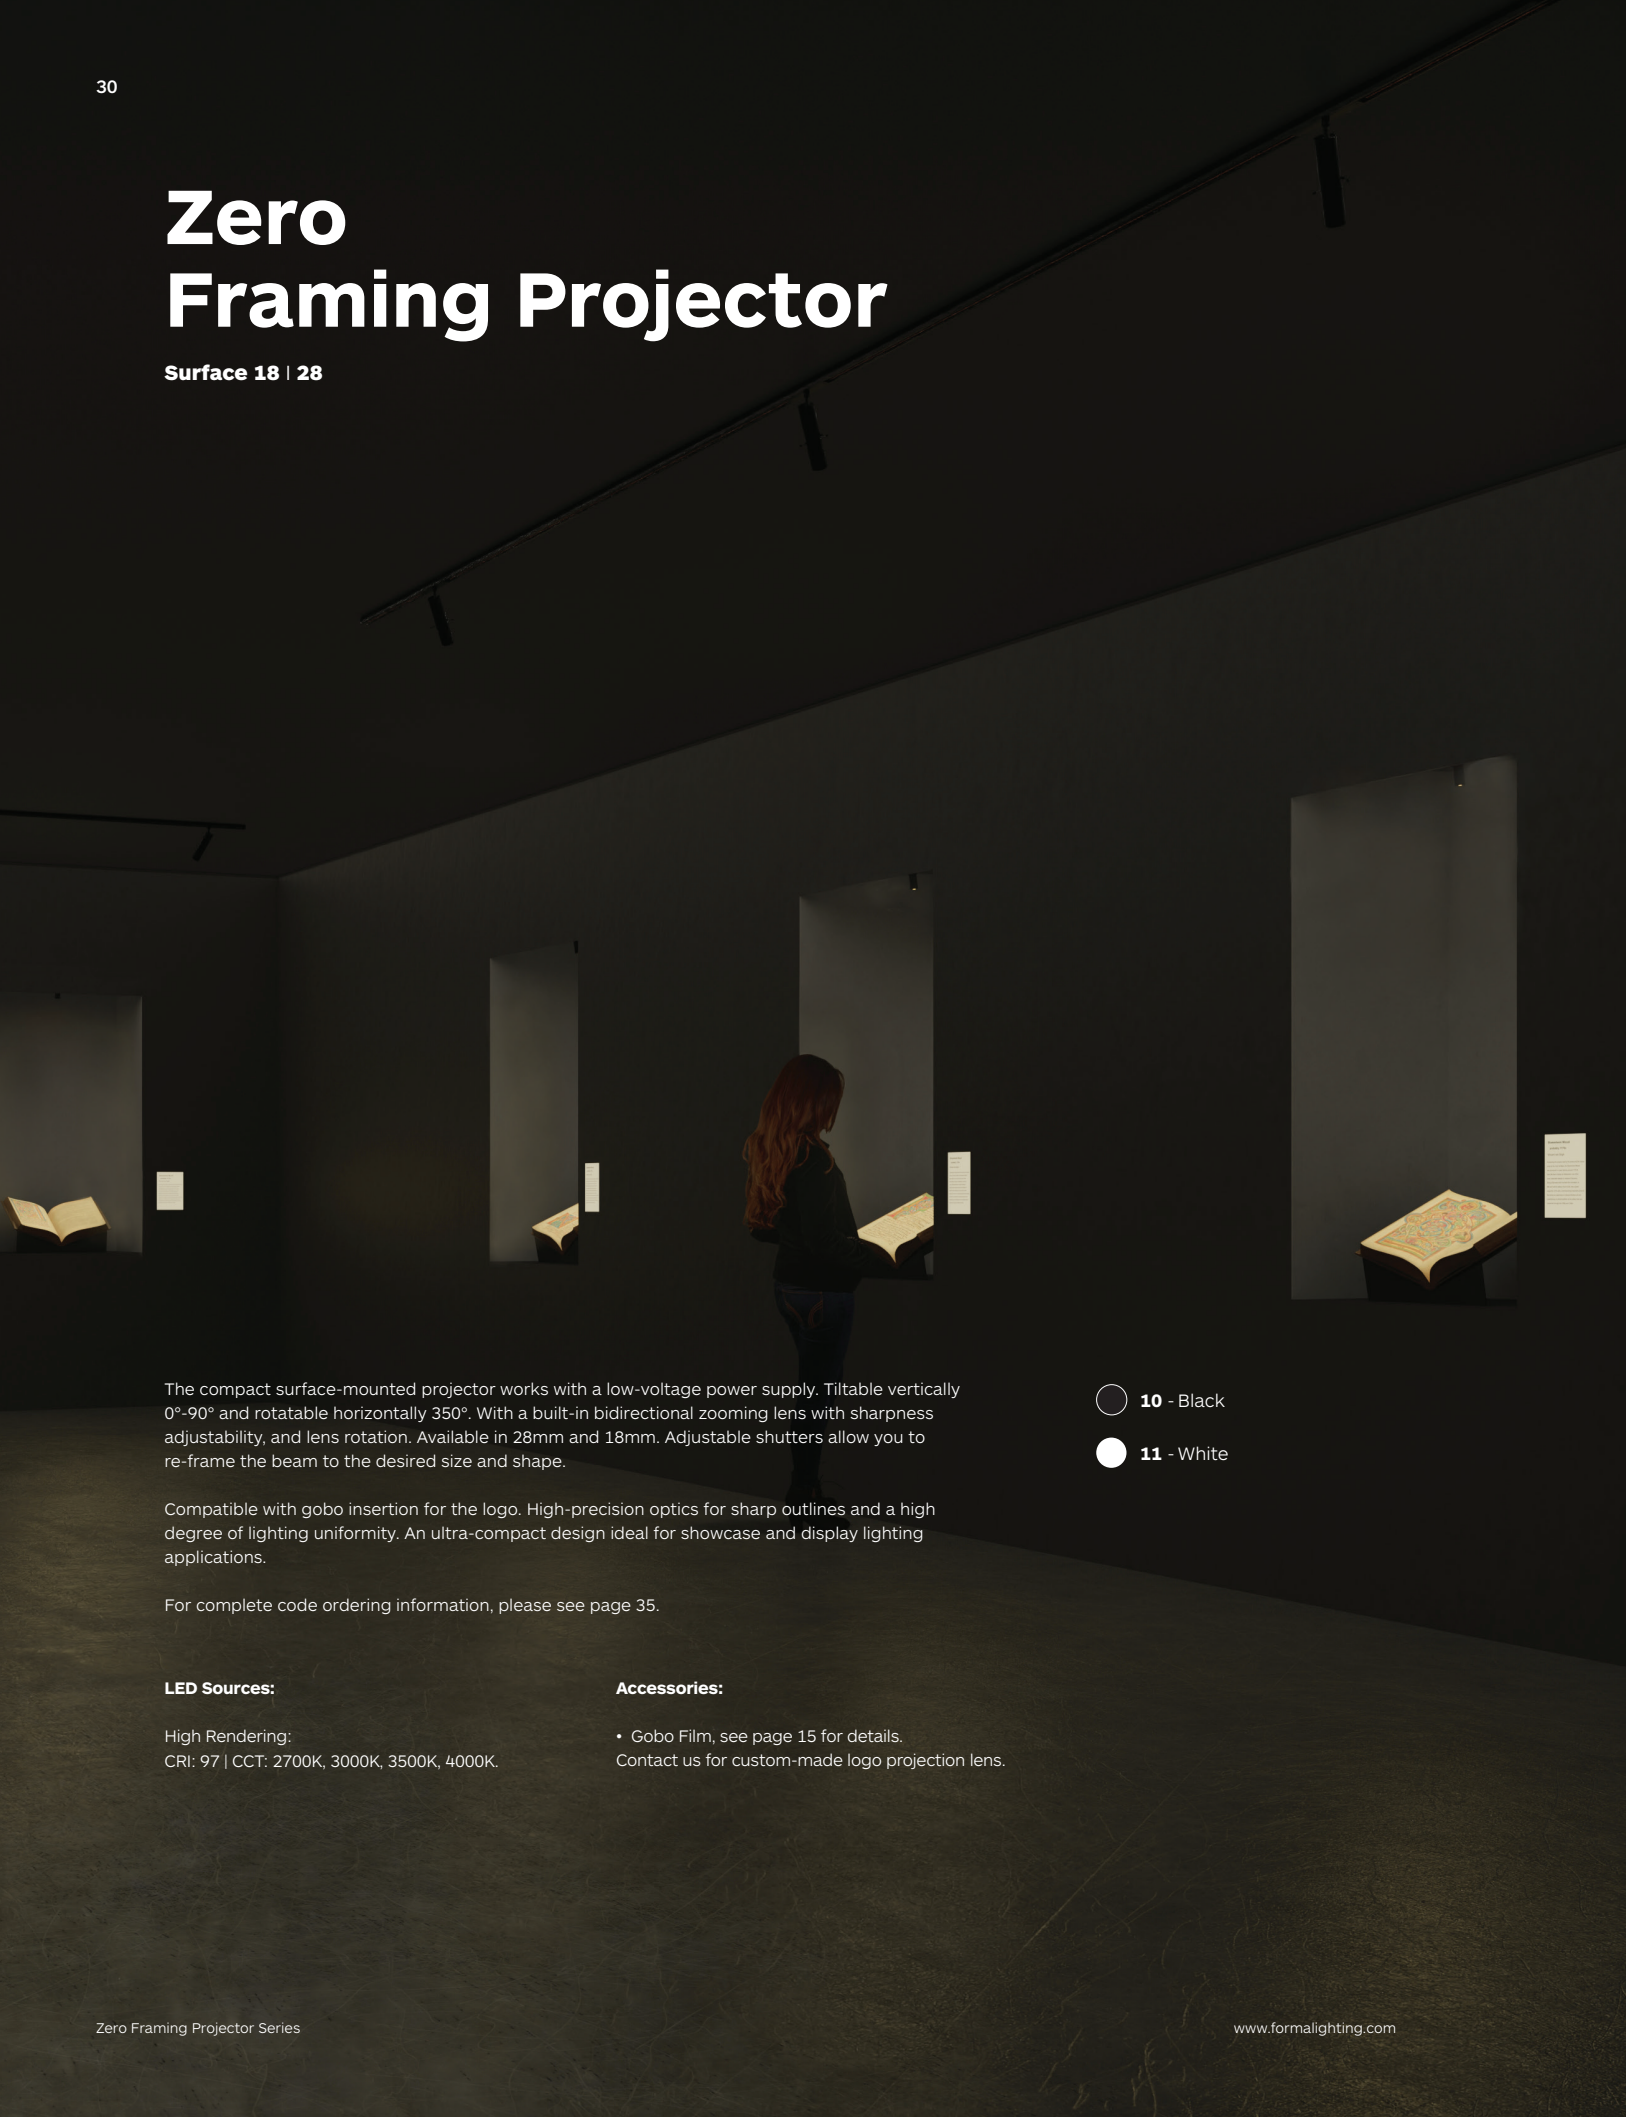 30
Zero
Framing Projector
Surface 18 | 28
The compact surface-mounted projector works with a low-voltage power supply. Tiltable vertically
0°-90° and rotatable horizontally 350°. With a built-in bidirectional zooming lens with sharpness
adjustability, and lens rotation. Available in 28mm and 18mm. Adjustable shutters allow you to
re-frame the beam to the desired size and shape.
Compatible with gobo insertion for the logo. High-precision optics for sharp outlines and a high
degree of lighting uniformity. An ultra-compact design ideal for showcase and display lighting
applications.
For complete code ordering information, please see page 35.
10 - Black
11 - White
LED Sources:
High Rendering:
CRI: 97 | CCT: 2700K, 3000K, 3500K, 4000K.
Accessories:
• Gobo Film, see page 15 for details.
Contact us for custom-made logo projection lens.
Zero Framing Projector Series
www.formalighting.com